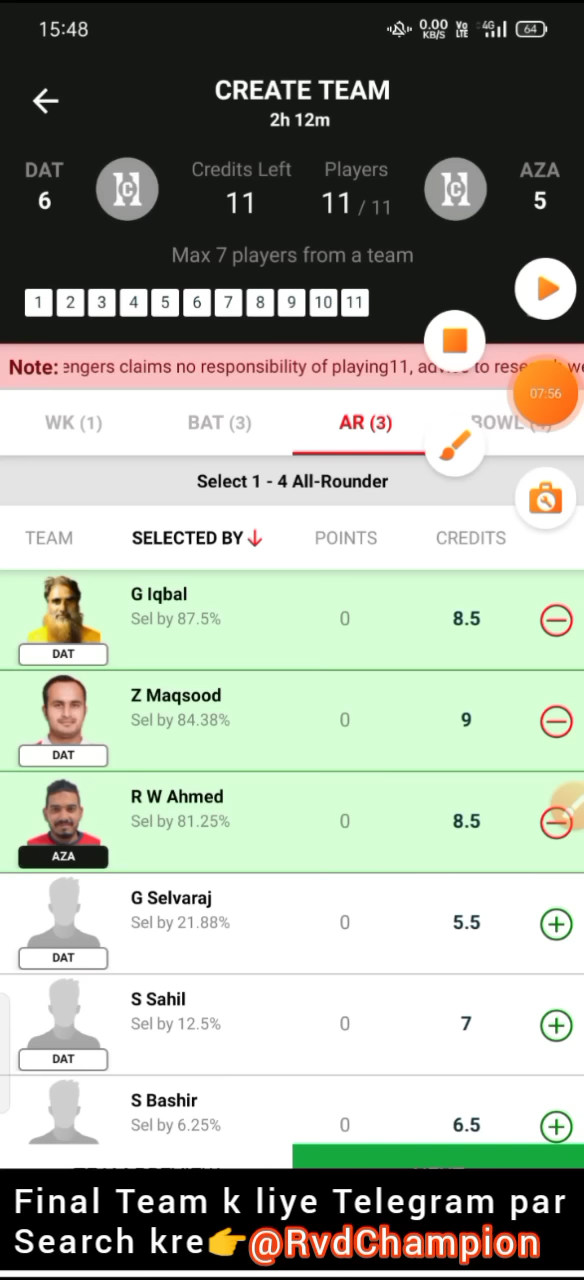 15:48
0.00 KB/S Vo LTE 4G 64
CREATE TEAM
2h 12m
DAT Credits Left Players AZA
6 11 11 / 11 5
Max 7 players from a team
1 2 3 4 5 6 7 8 9 10 11
Note: engers claims no responsibility of playing11, to
07:56
WK (1) BAT (3) AR (3) BOWL
Select 1 - 4 All-Rounder
TEAM SELECTED BY ↓ POINTS CREDITS
G Iqbal
Sel by 87.5% 0 8.5
DAT
Z Maqsood
Sel by 84.38% 0 9
DAT
R W Ahmed
Sel by 81.25% 0 8.5
AZA
G Selvaraj
Sel by 21.88% 0 5.5
DAT
S Sahil
Sel by 12.5% 0 7
DAT
S Bashir
Sel by 6.25% 0 6.5
Final Team k liye Telegram par
Search kre👉@RvdChampion